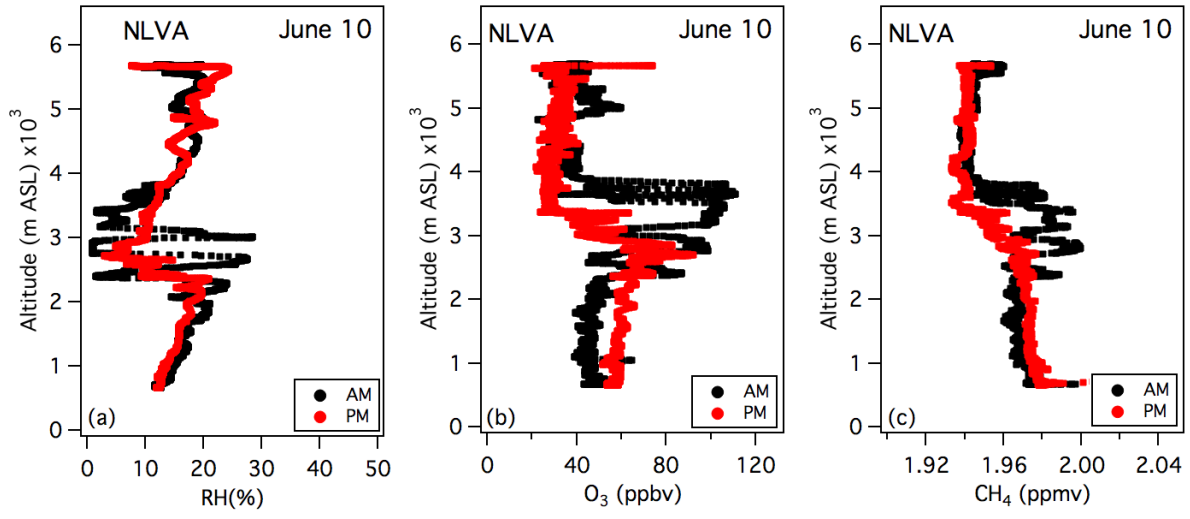 NLVA June 10
Altitude (m ASL) x10³
6
5
4
3
2
1
0
AM
PM
(a)
0 10 20 30 40 50
RH(%)
NLVA June 10
Altitude (m ASL) x10³
6
5
4
3
2
1
0
AM
PM
(b)
0 40 80 120
O₃ (ppbv)
NLVA June 10
Altitude (m ASL) x10³
6
5
4
3
2
1
0
AM
PM
(c)
1.92 1.96 2.00 2.04
CH₄ (ppmv)